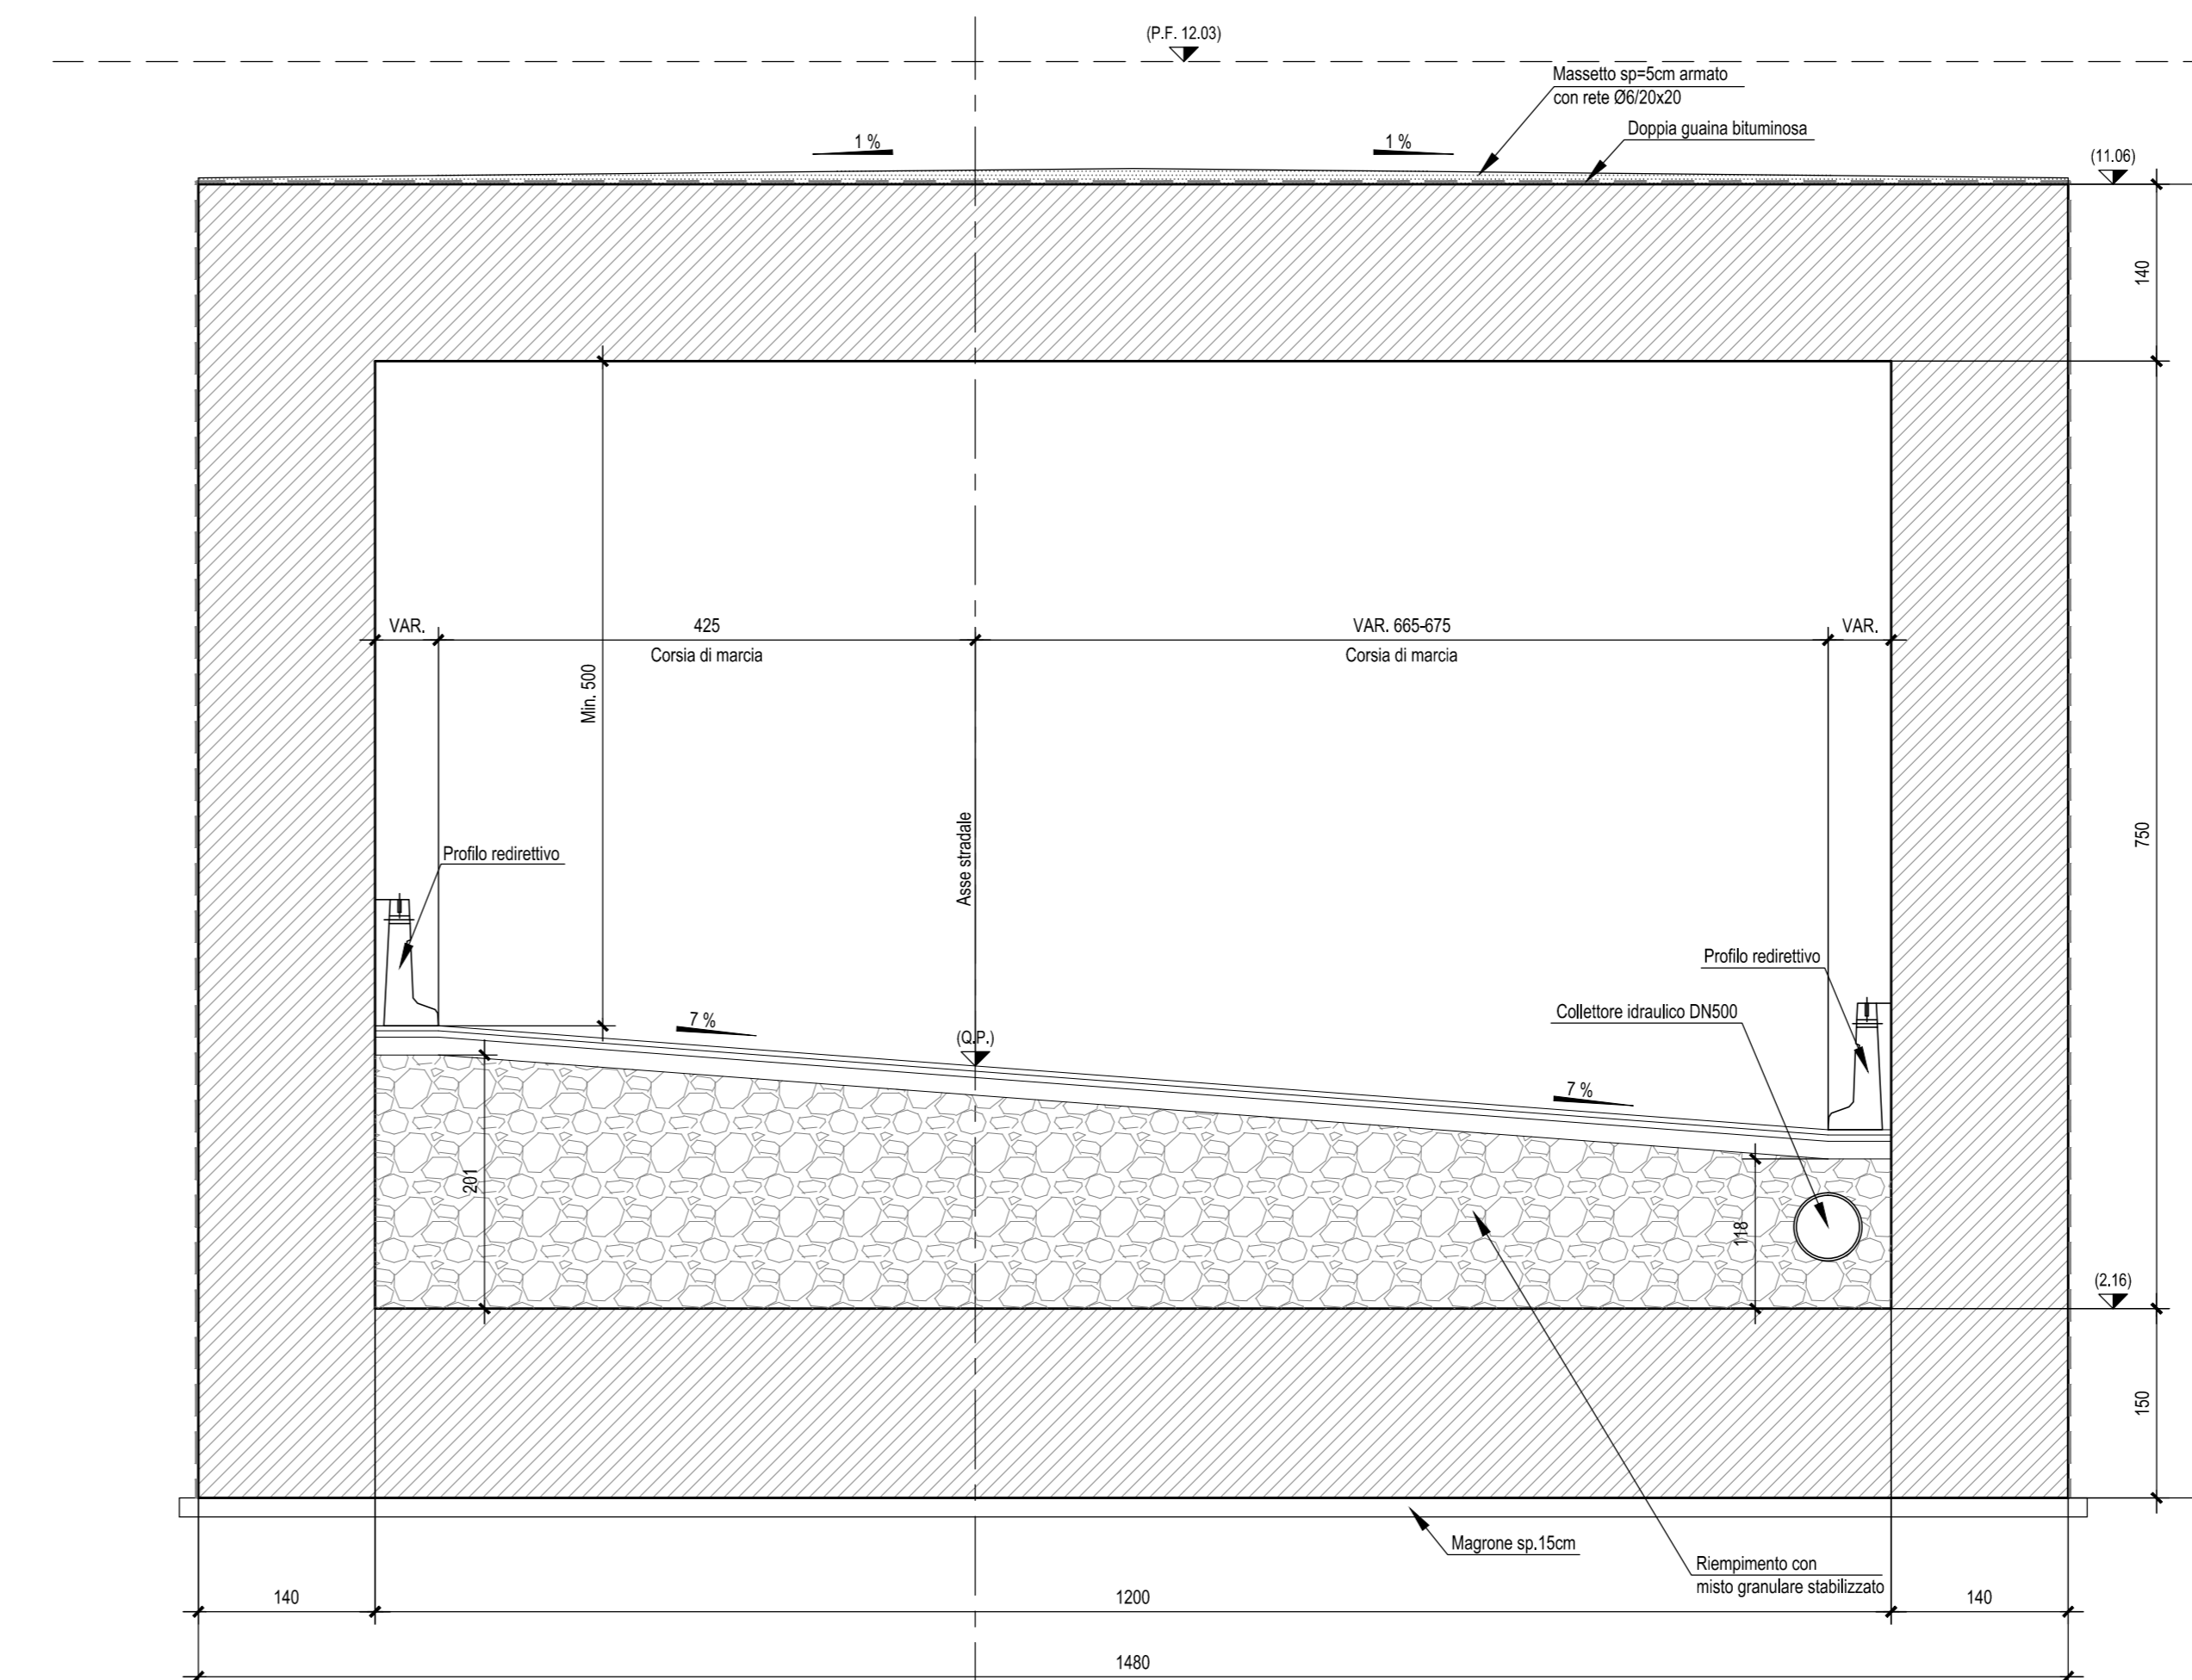 (P.F. 12.03)
Massetto sp=5cm armato
con rete Ø6/20x20
Doppia guaina bituminosa
1 %
1 %
(11.06)
140
VAR.
425
VAR. 665-675
VAR.
Corsia di marcia
Corsia di marcia
Min. 500
750
Asse stradale
Profilo redirettivo
Profilo redirettivo
Collettore idraulico DN500
7 %
(Q.P.)
7 %
201
118
(2.16)
150
Magrone sp.15cm
Riempimento con
misto granulare stabilizzato
140
1200
140
1480